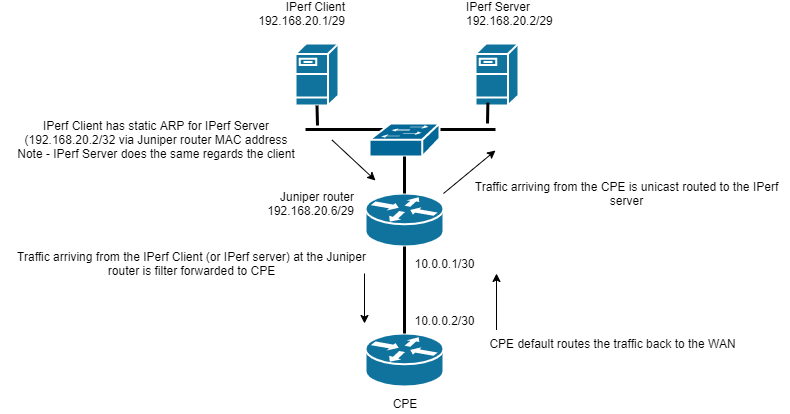 IPerf Client
192.168.20.1/29
IPerf Server
192.168.20.2/29
IPerf Client has static ARP for IPerf Server
(192.168.20.2/32 via Juniper router MAC address
Note - IPerf Server does the same regards the client
Traffic arriving from the CPE is unicast routed to the IPerf
server
Juniper router
192.168.20.6/29
Traffic arriving from the IPerf Client (or IPerf server) at the Juniper
router is filter forwarded to CPE
10.0.0.1/30
10.0.0.2/30
CPE default routes the traffic back to the WAN
CPE